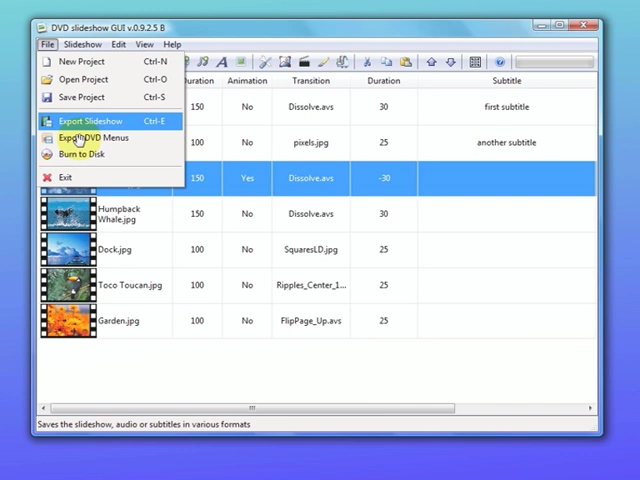 DVD slideshow GUI v.0.9.2.5 B
File Slideshow Edit View Help
New Project Ctrl-N
Open Project Ctrl-O
Save Project Ctrl-S
Export Slideshow Ctrl-E
DVD Menus
Burn to Disk
Exit
Duration Animation Transition Duration Subtitle
150 No Dissolve.avs 30 first subtitle
100 No pixels.jpg 25 another subtitle
150 Yes Dissolve.avs -30
Humpback
Whale.jpg
150 No Dissolve.avs 30
Dock.jpg 100 No SquaresLD.jpg 25
Toco Toucan.jpg 100 No Ripples_Center_1... 25
Garden.jpg 100 No FlipPage_Up.avs 25
Saves the slideshow, audio or subtitles in various formats